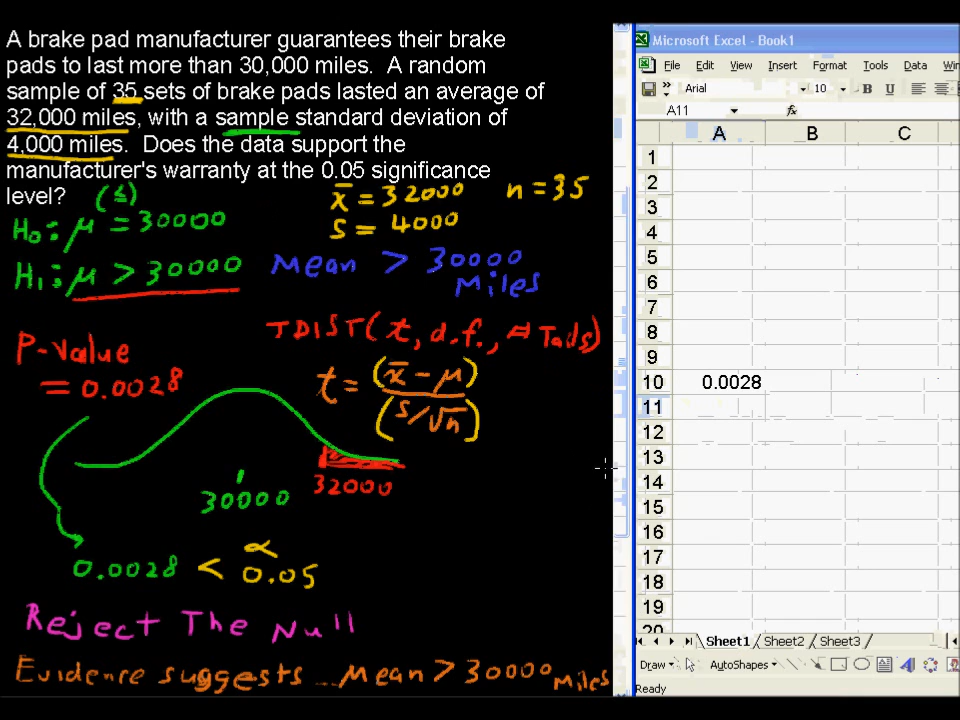 A brake pad manufacturer guarantees their brake
pads to last more than 30,000 miles. A random
sample of 35 sets of brake pads lasted an average of
32,000 miles, with a sample standard deviation of
4,000 miles. Does the data support the
manufacturer's warranty at the 0.05 significance
level?
(≤)
H₀: μ = 30000
H₁: μ > 30000
x̄ = 32000 n = 35
s = 4000
Mean > 30000
Miles
P-value
= 0.0028
TDIST(t, d.f., # Tails)
t = (x̄ - μ)
(s/√n)
30000
32000
α
0.0028 < 0.05
Reject The Null
Evidence suggests Mean > 30000 Miles
Microsoft Excel - Book1
File Edit View Insert Format Tools Data Win
Arial 10 B U
A11 fx
A B C
1
2
3
4
5
6
7
8
9
10 0.0028
11
12
13
14
15
16
17
18
19
20
Sheet1 Sheet2 Sheet3
Draw AutoShapes
Ready